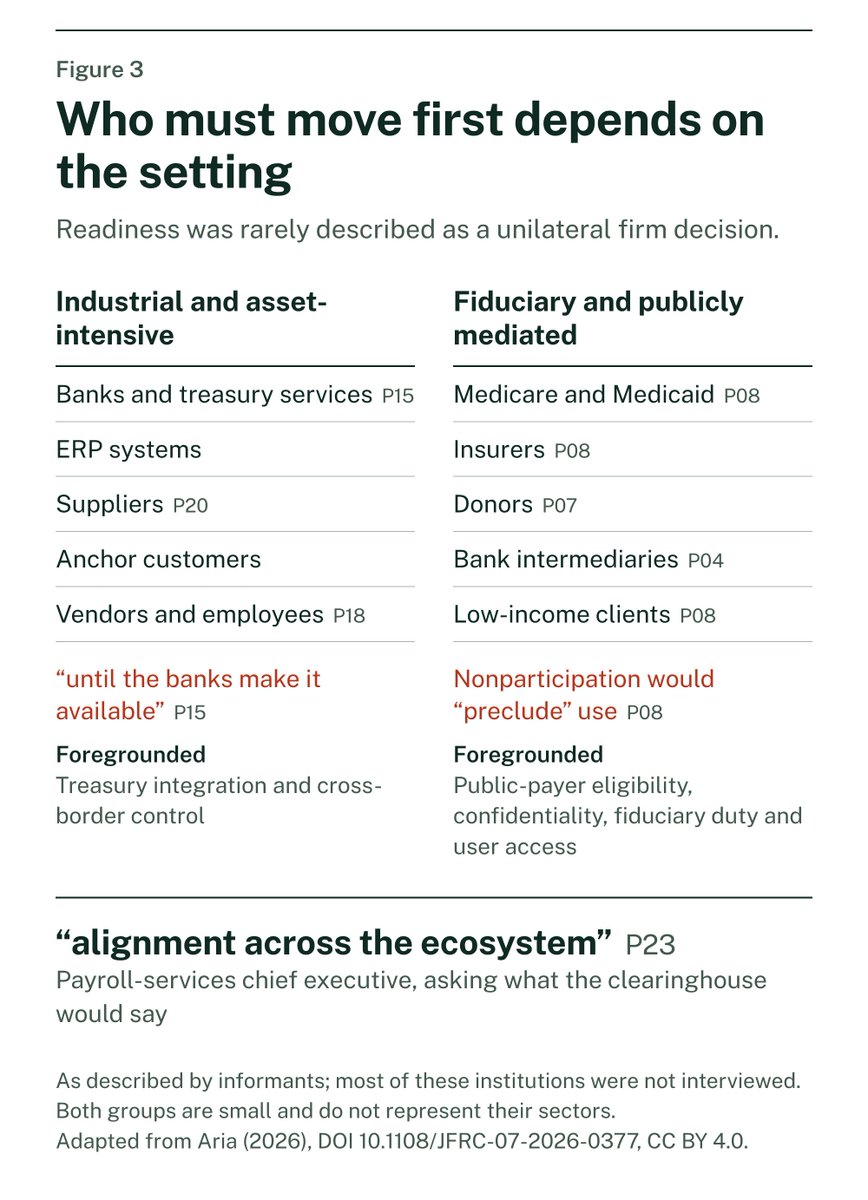 Figure 3
Who must move first depends on
the setting
Readiness was rarely described as a unilateral firm decision.
Industrial and asset-
intensive
Banks and treasury services P15
ERP systems
Suppliers P20
Anchor customers
Vendors and employees P18
“until the banks make it
available” P15
Foregrounded
Treasury integration and cross-
border control
Fiduciary and publicly
mediated
Medicare and Medicaid P08
Insurers P08
Donors P07
Bank intermediaries P04
Low-income clients P08
Nonparticipation would
“preclude” use P08
Foregrounded
Public-payer eligibility,
confidentiality, fiduciary duty and
user access
“alignment across the ecosystem” P23
Payroll-services chief executive, asking what the clearinghouse
would say
As described by informants; most of these institutions were not interviewed.
Both groups are small and do not represent their sectors.
Adapted from Aria (2026), DOI 10.1108/JFRC-07-2026-0377, CC BY 4.0.